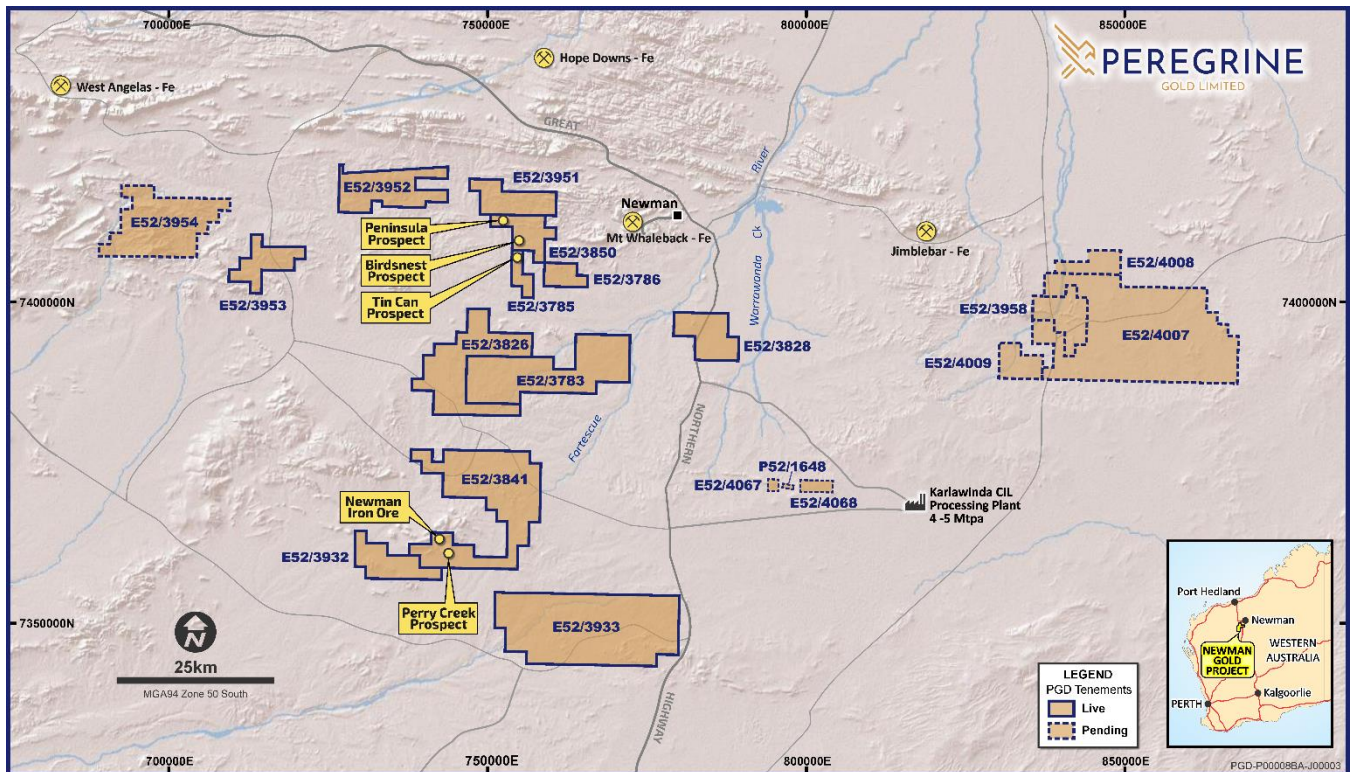 700000E
750000E
800000E
850000E
PEREGRINE
GOLD LIMITED
Hope Downs - Fe
West Angelas - Fe
GREAT
River
E52/3951
E52/3952
Newman
E52/3954
Peninsula
Prospect
Mt Whaleback - Fe
Jimblebar - Fe
Birdsnest
Prospect
E52/3850
Warrawonda Ck
E52/4008
E52/3786
Tin Can
Prospect
E52/3953
E52/3785
7400000N
7400000N
E52/3958
E52/4007
E52/3826
E52/3828
E52/4009
E52/3783
NORTHERN
Fortescue
E52/3841
P52/1648
E52/4067
E52/4068
Karlawinda CIL
Processing Plant
4 -5 Mtpa
Newman
Iron Ore
E52/3932
Perry Creek
Prospect
Port Hedland
Newman
WESTERN
AUSTRALIA
NEWMAN
GOLD
PROJECT
Kalgoorlie
PERTH
7350000N
E52/3933
N
25km
MGA94 Zone 50 South
HIGHWAY
LEGEND
PGD Tenements
Live
Pending
700000E
750000E
800000E
850000E
PGD-P00008BA-J00003